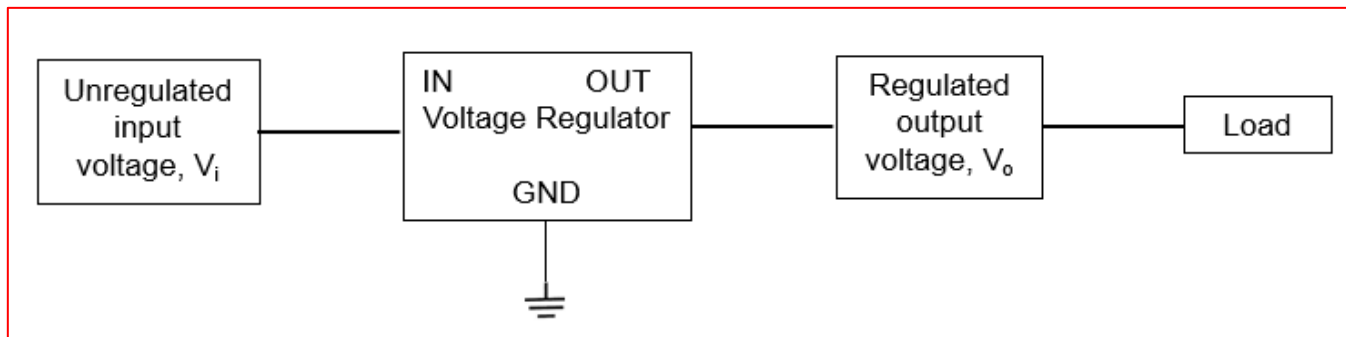 Unregulated
input
voltage, Vi
IN OUT
Voltage Regulator
GND
Regulated
output
voltage, Vo
Load